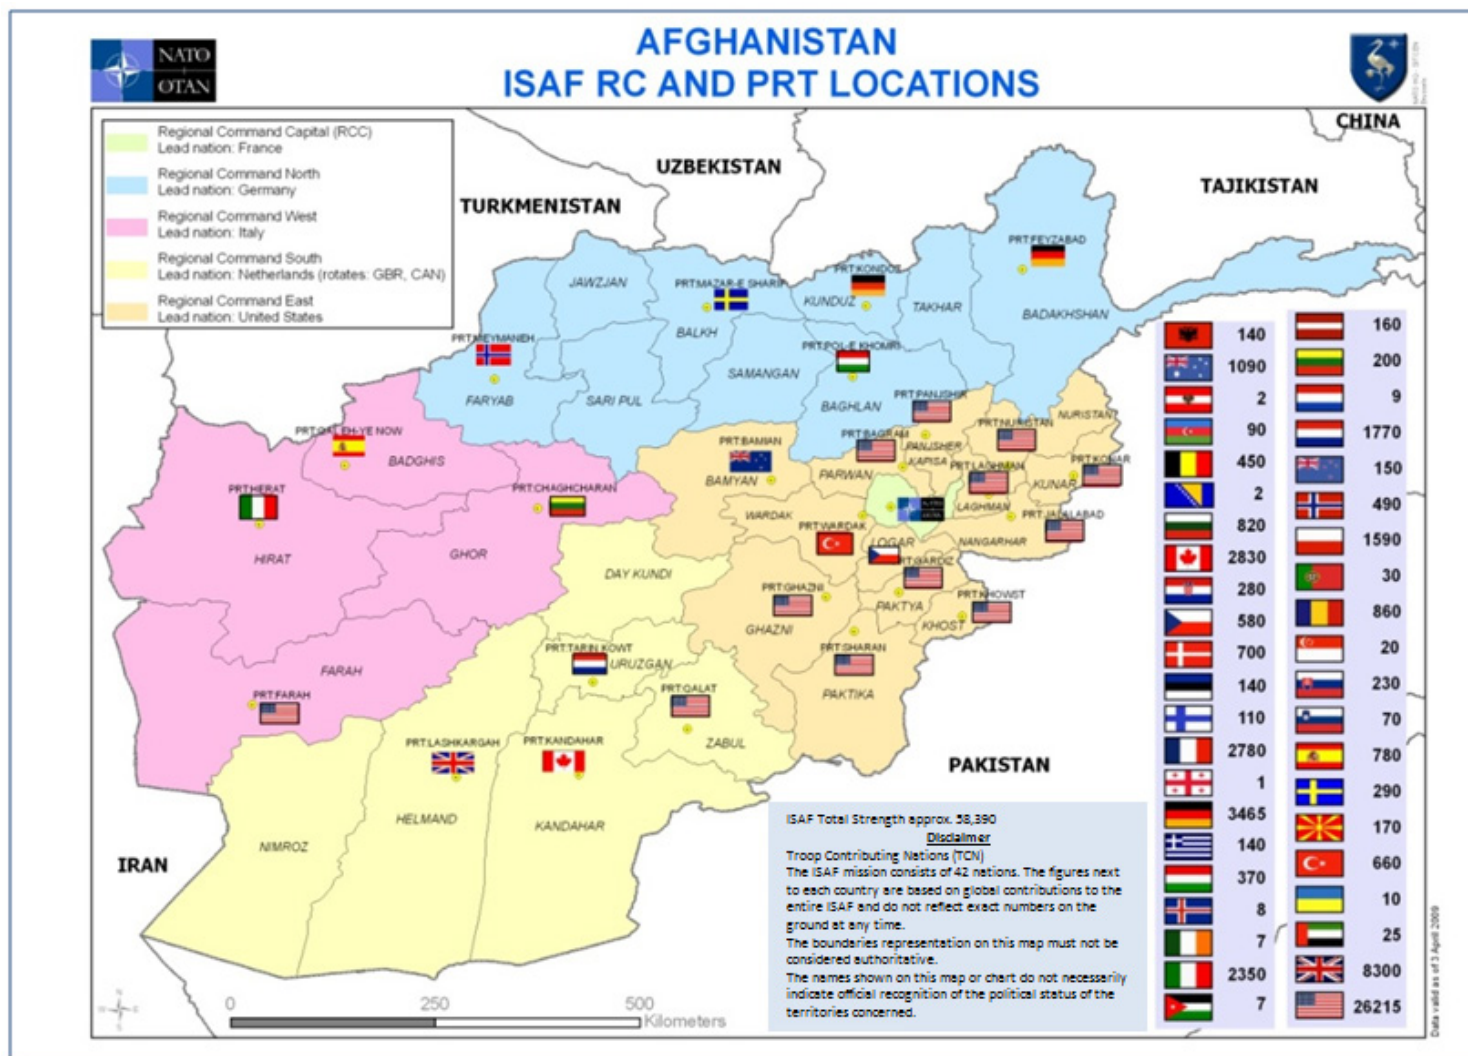 AFGHANISTAN
ISAF RC AND PRT LOCATIONS
NATO
OTAN
Regional Command Capital (RCC)
Lead nation: France
Regional Command North
Lead nation: Germany
Regional Command West
Lead nation: Italy
Regional Command South
Lead nation: Netherlands (rotates: GBR, CAN)
Regional Command East
Lead nation: United States
CHINA
UZBEKISTAN
TAJIKISTAN
TURKMENISTAN
PRT:FEYZABAD
PRT:KONDOZ
PRT:MAZAR-E SHARIF
JAWZJAN
KUNDUZ
TAKHAR
BADAKHSHAN
BALKH
PRT:MEYMANEH
PRT:POL-E KHOMRI
SAMANGAN
FARYAB
SARI PUL
BAGHLAN
PRT:PANJSHIR
NURISTAN
PRT:NURISTAN
PRT:QALEH-YE NOW
PRT:BAMIAN
PRT:BAGRAM
PANJSHER
KAPISA
BADGHIS
PRT:LAGHMAN
PRT:KONAR
PARWAN
BAMYAN
KUNAR
PRT:HERAT
PRT:CHAGHCHARAN
LAGHMAN
WARDAK
PRT:JALALABAD
PRT:WARDAK
LOGAR
NANGARHAR
HIRAT
GHOR
PRT:GARDIZ
DAY KUNDI
PRT:GHAZNI
PRT:KHOWST
PAKTYA
GHAZNI
KHOST
PRT:TARIN KOWT
PRT:SHARAN
URUZGAN
FARAH
PRT:FARAH
PRT:QALAT
PAKTIKA
ZABUL
PRT:LASHKARGAH
PRT:KANDAHAR
PAKISTAN
HELMAND
KANDAHAR
NIMROZ
IRAN
0 250 500
Kilometers
ISAF Total Strength approx. 58,390
Disclaimer
Troop Contributing Nations (TCN)
The ISAF mission consists of 42 nations. The figures next
to each country are based on global contributions to the
entire ISAF and do not reflect exact numbers on the
ground at any time.
The boundaries representation on this map must not be
considered authoritative.
The names shown on this map or chart do not necessarily
indicate official recognition of the political status of the
territories concerned.
140
1090
2
90
450
2
820
2830
280
580
700
140
110
2780
1
3465
140
370
8
7
2350
7
160
200
9
1770
150
490
1590
30
860
20
230
70
780
290
170
660
10
25
8300
26215
Data valid as of 3 April 2009